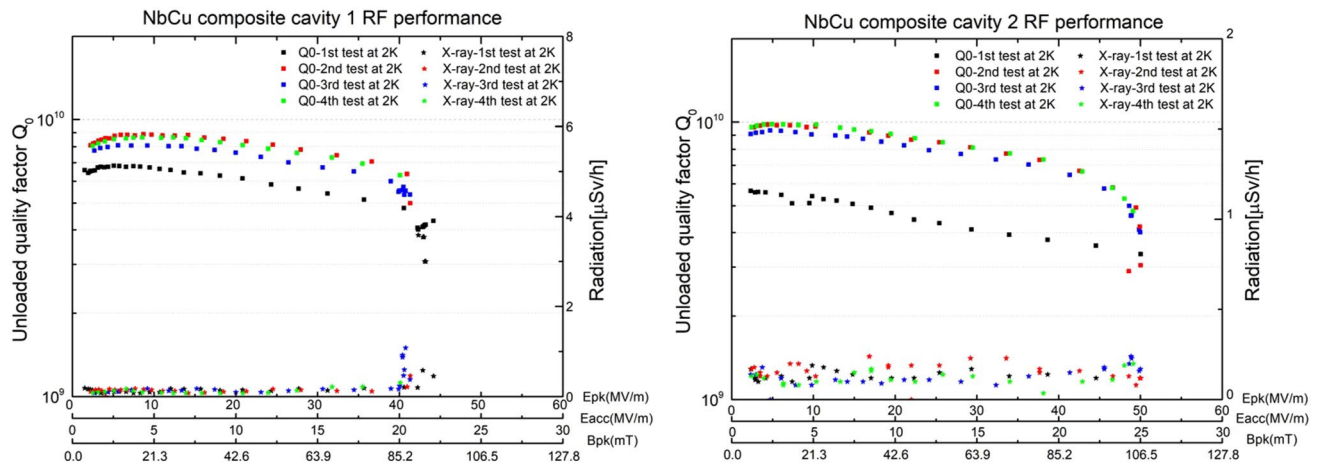 NbCu composite cavity 1 RF performance
Q0-1st test at 2K
X-ray-1st test at 2K
Q0-2nd test at 2K
X-ray-2nd test at 2K
Q0-3rd test at 2K
X-ray-3rd test at 2K
Q0-4th test at 2K
X-ray-4th test at 2K
Unloaded quality factor Q0
10^10
10^9
8
6
4
2
0
Radiation[μSv/h]
0 10 20 30 40 50 60
Epk(MV/m)
0 5 10 15 20 25 30
Eacc(MV/m)
0.0 21.3 42.6 63.9 85.2 106.5 127.8
Bpk(mT)
NbCu composite cavity 2 RF performance
Q0-1st test at 2K
X-ray-1st test at 2K
Q0-2nd test at 2K
X-ray-2nd test at 2K
Q0-3rd test at 2K
X-ray-3rd test at 2K
Q0-4th test at 2K
X-ray-4th test at 2K
Unloaded quality factor Q0
10^10
10^9
2
1
0
Radiation[μSv/h]
0 10 20 30 40 50 60
Epk(MV/m)
0 5 10 15 20 25 30
Eacc(MV/m)
0.0 21.3 42.6 63.9 85.2 106.5 127.8
Bpk(mT)